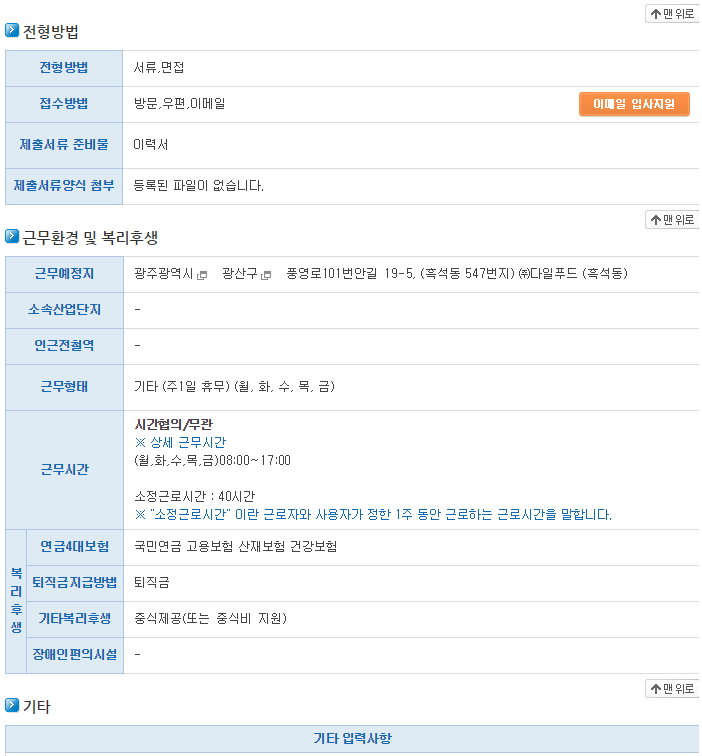 맨 위로
전형방법
전형방법 서류,면접
접수방법 방문,우편,이메일 이메일 입사지원
제출서류 준비물 이력서
제출서류양식 첨부 등록된 파일이 없습니다.
맨 위로
근무환경 및 복리후생
근무예정지 광주광역시 광산구 풍영로101번안길 19-5, (흑석동 547번지) ㈜다일푸드 (흑석동)
소속산업단지 -
인근전철역 -
근무형태 기타 (주1일 휴무) (월, 화, 수, 목, 금)
근무시간
시간협의/무관
※ 상세 근무시간
(월,화,수,목,금)08:00~17:00
소정근로시간 : 40시간
※ "소정근로시간" 이란 근로자와 사용자가 정한 1주 동안 근로하는 근로시간을 말합니다.
복리후생
연금4대보험 국민연금 고용보험 산재보험 건강보험
퇴직금지급방법 퇴직금
기타복리후생 중식제공(또는 중식비 지원)
장애인편의시설 -
맨 위로
기타
기타 입력사항